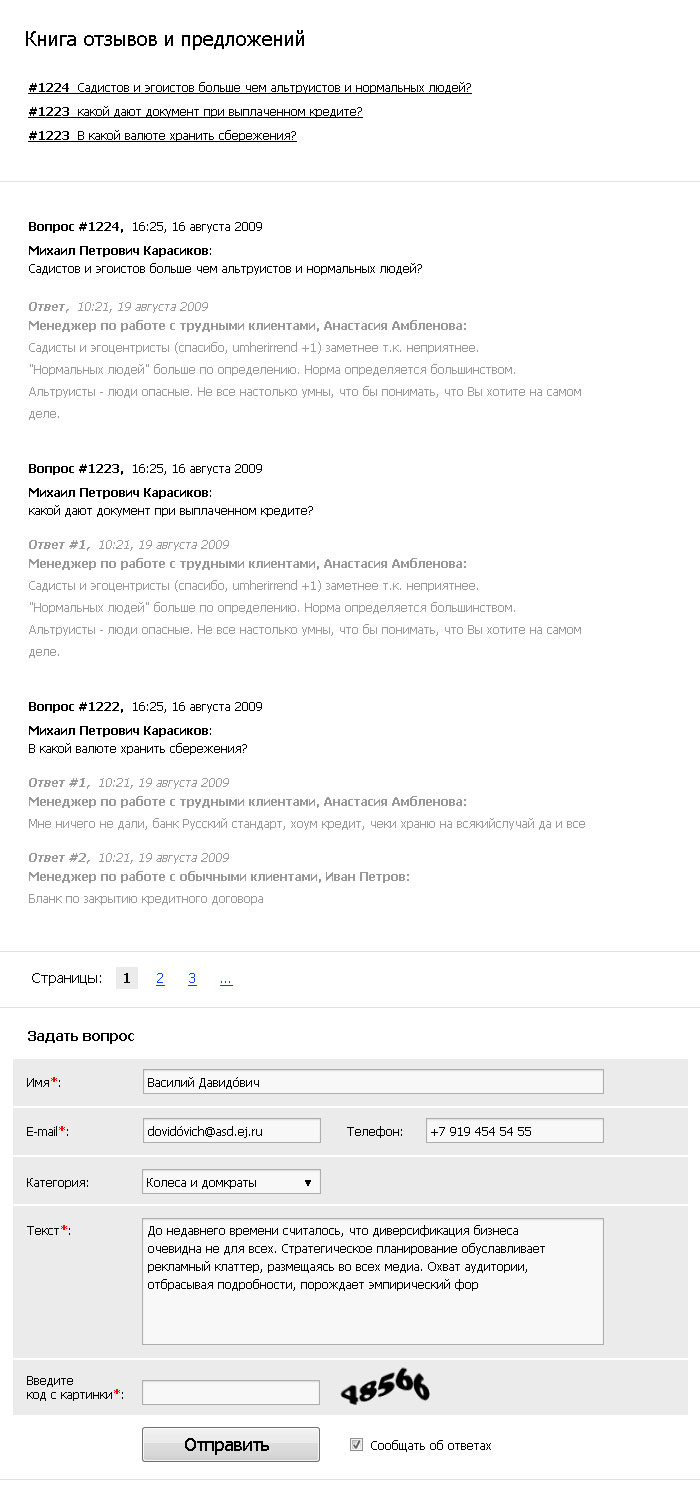 Книга отзывов и предложений
#1224 Садистов и эгоистов больше чем альтруистов и нормальных людей?
#1223 какой дают документ при выплаченном кредите?
#1223 В какой валюте хранить сбережения?
Вопрос #1224, 16:25, 16 августа 2009
Михаил Петрович Карасиков:
Садистов и эгоистов больше чем альтруистов и нормальных людей?
Ответ, 10:21, 19 августа 2009
Менеджер по работе с трудными клиентами, Анастасия Амбленова:
Садисты и эгоцентристы (спасибо, umherirrend +1) заметнее т.к. неприятнее.
"Нормальных людей" больше по определению. Норма определяется большинством.
Альтруисты - люди опасные. Не все настолько умны, что бы понимать, что Вы хотите на самом
деле.
Вопрос #1223, 16:25, 16 августа 2009
Михаил Петрович Карасиков:
какой дают документ при выплаченном кредите?
Ответ #1, 10:21, 19 августа 2009
Менеджер по работе с трудными клиентами, Анастасия Амбленова:
Садисты и эгоцентристы (спасибо, umherirrend +1) заметнее т.к. неприятнее.
"Нормальных людей" больше по определению. Норма определяется большинством.
Альтруисты - люди опасные. Не все настолько умны, что бы понимать, что Вы хотите на самом
деле.
Вопрос #1222, 16:25, 16 августа 2009
Михаил Петрович Карасиков:
В какой валюте хранить сбережения?
Ответ #1, 10:21, 19 августа 2009
Менеджер по работе с трудными клиентами, Анастасия Амбленова:
Мне ничего не дали, банк Русский стандарт, хоум кредит, чеки храню на всякийслучай да и все
Ответ #2, 10:21, 19 августа 2009
Менеджер по работе с обычными клиентами, Иван Петров:
Бланк по закрытию кредитного договора
Страницы: 1 2 3 ...
Задать вопрос
Имя*: Василий Давидо́вич
E-mail*: dovidóvich@asd.ej.ru Телефон: +7 919 454 54 55
Категория: Колеса и домкраты ▼
Текст*: До недавнего времени считалось, что диверсификация бизнеса
очевидна не для всех. Стратегическое планирование обуславливает
рекламный клаттер, размещаясь во всех медиа. Охват аудитории,
отбрасывая подробности, порождает эмпирический фор
Введите
код с картинки*: 48566
Отправить Сообщать об ответах